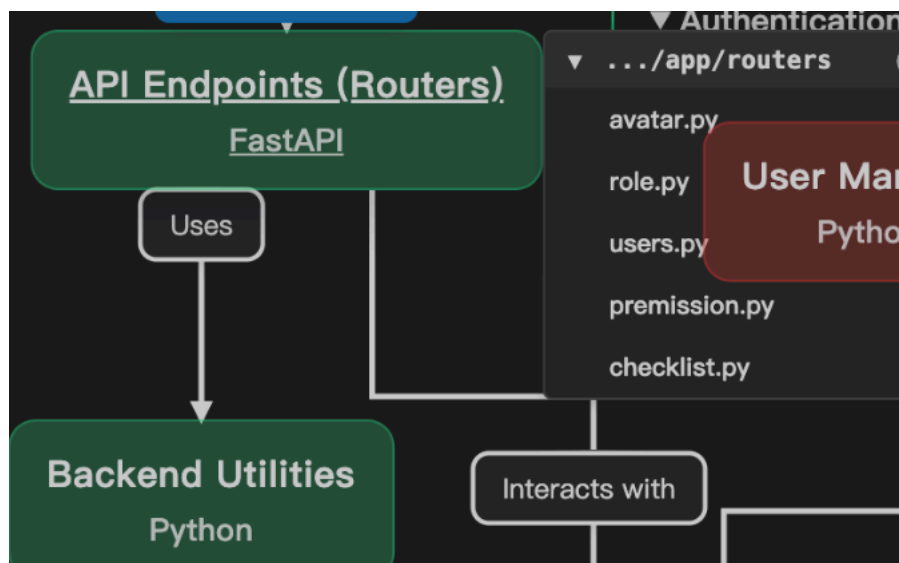 ▼ Authentication
API Endpoints (Routers)
FastAPI
▼ .../app/routers
avatar.py
role.py
users.py
premission.py
checklist.py
User
Uses
Interacts with
Backend Utilities
Python